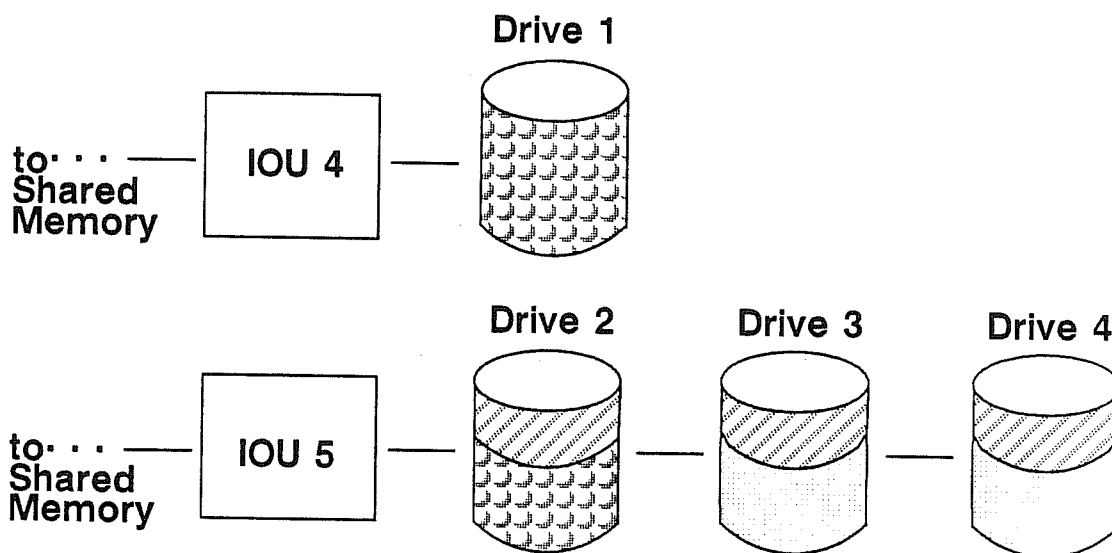 Drive 1
IOU 4
to· · ·
Shared
Memory
Drive 2
Drive 3
Drive 4
IOU 5
to· · ·
Shared
Memory